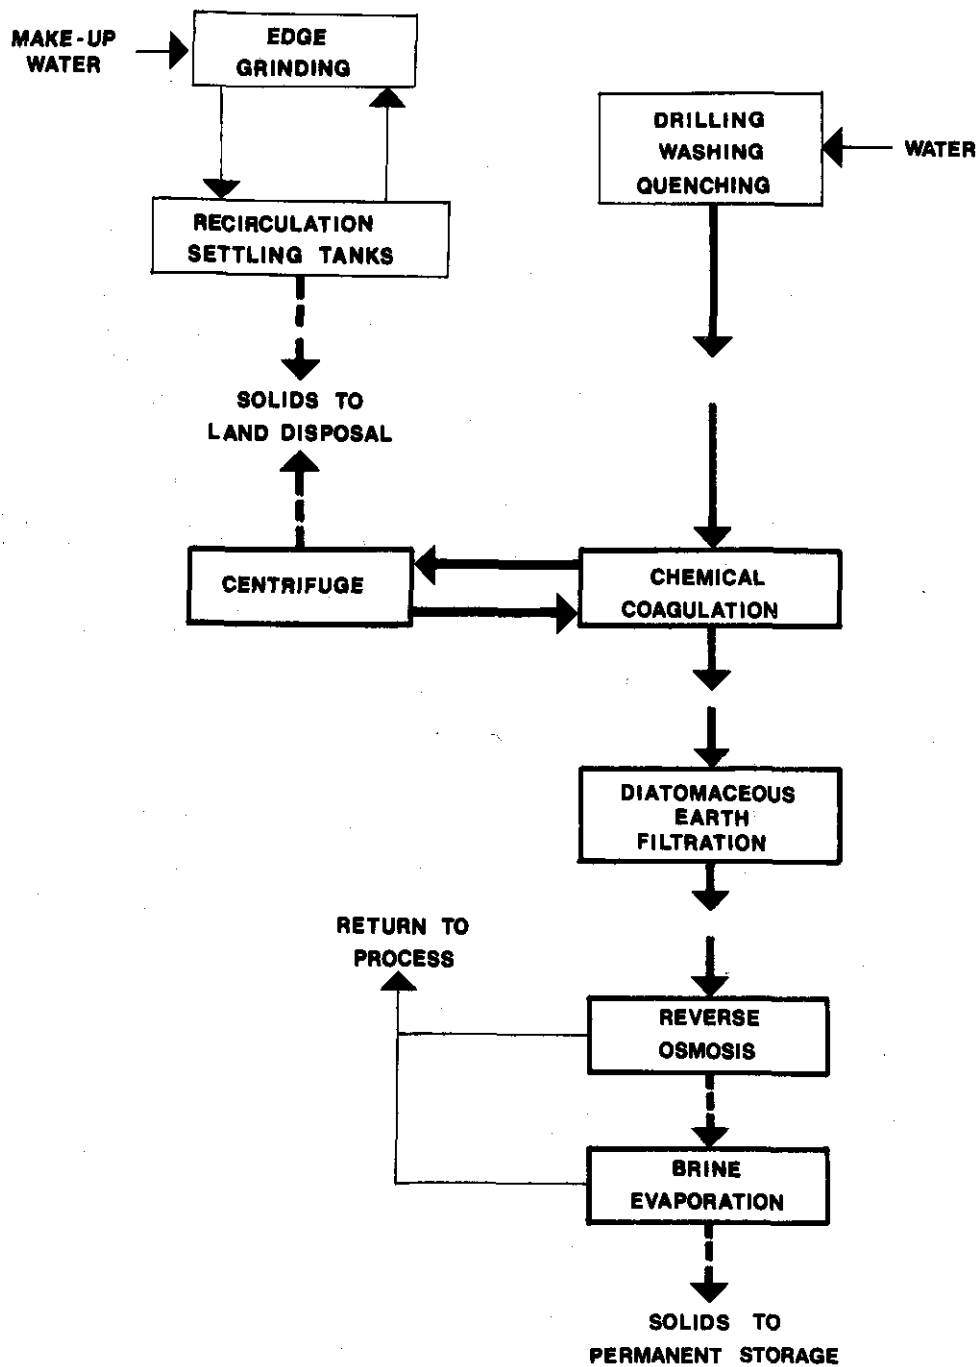 MAKE-UP
WATER
EDGE
GRINDING
DRILLING
WASHING
QUENCHING
WATER
RECIRCULATION
SETTLING TANKS
SOLIDS TO
LAND DISPOSAL
CENTRIFUGE
CHEMICAL
COAGULATION
DIATOMACEOUS
EARTH
FILTRATION
RETURN TO
PROCESS
REVERSE
OSMOSIS
BRINE
EVAPORATION
SOLIDS TO
PERMANENT STORAGE